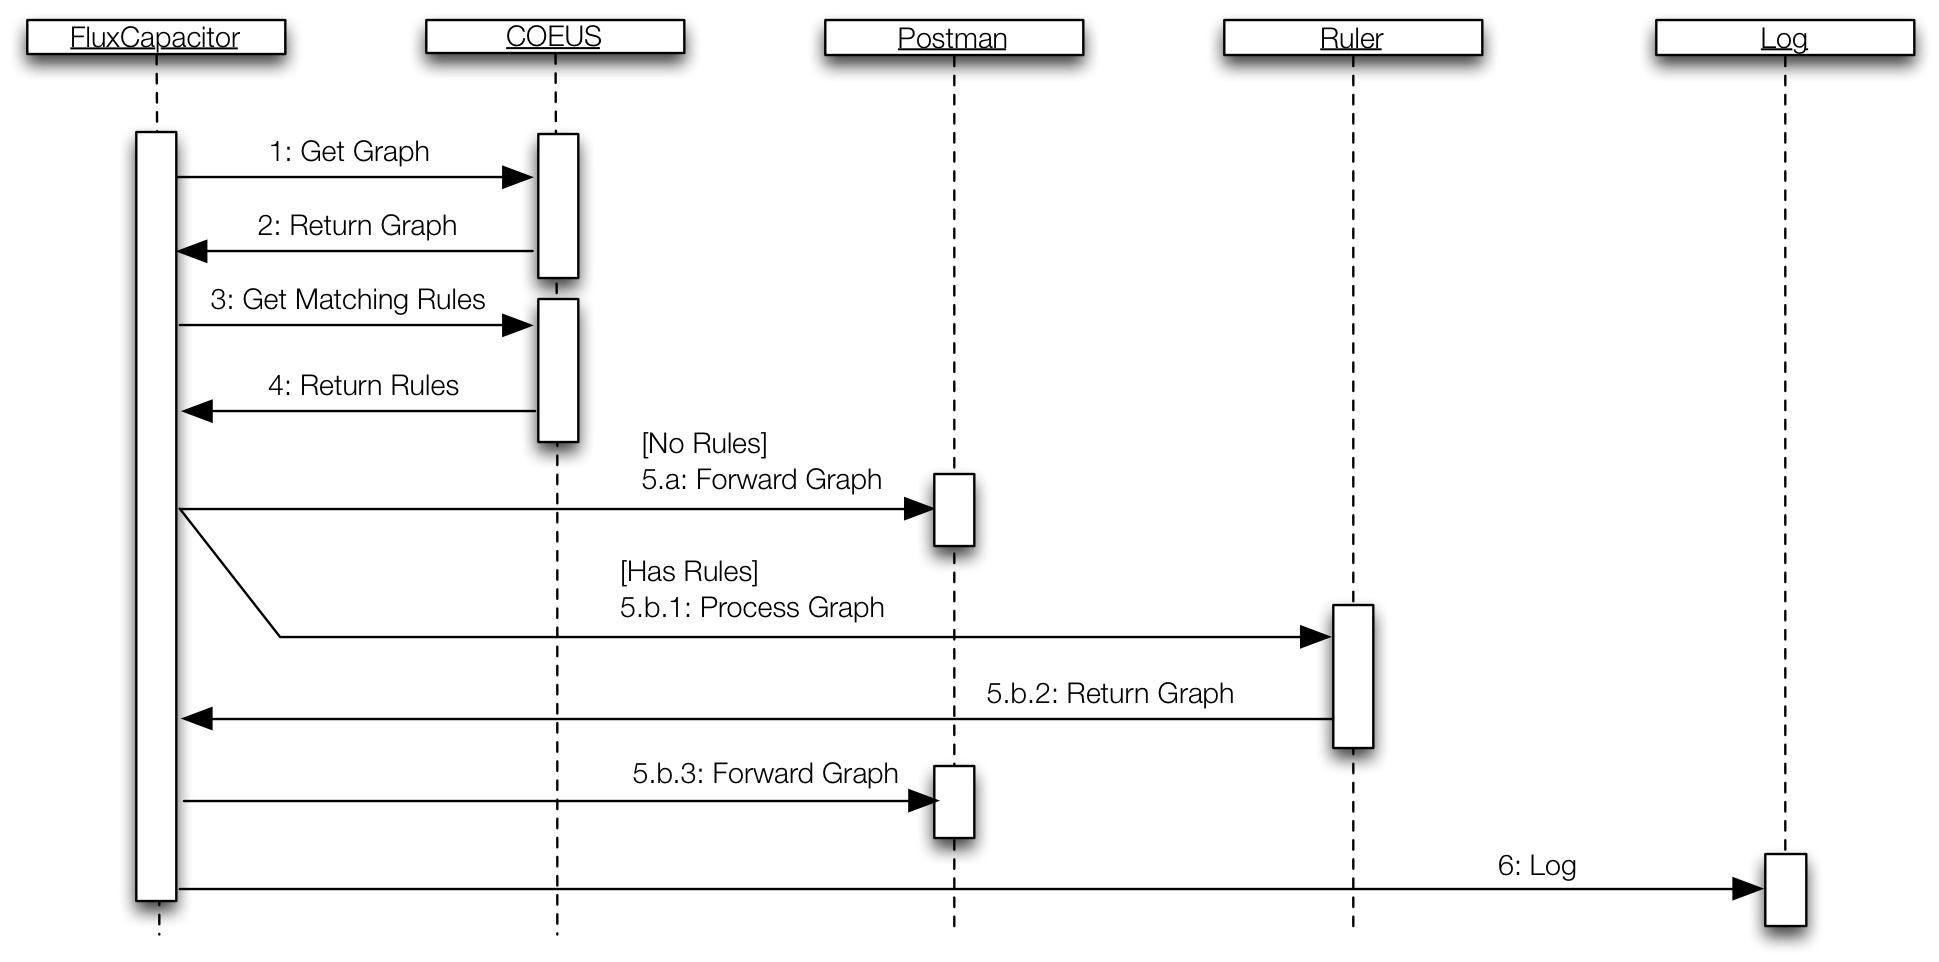 FluxCapacitor
COEUS
Postman
Ruler
Log
1: Get Graph
2: Return Graph
3: Get Matching Rules
4: Return Rules
[No Rules]
5.a: Forward Graph
[Has Rules]
5.b.1: Process Graph
5.b.2: Return Graph
5.b.3: Forward Graph
6: Log